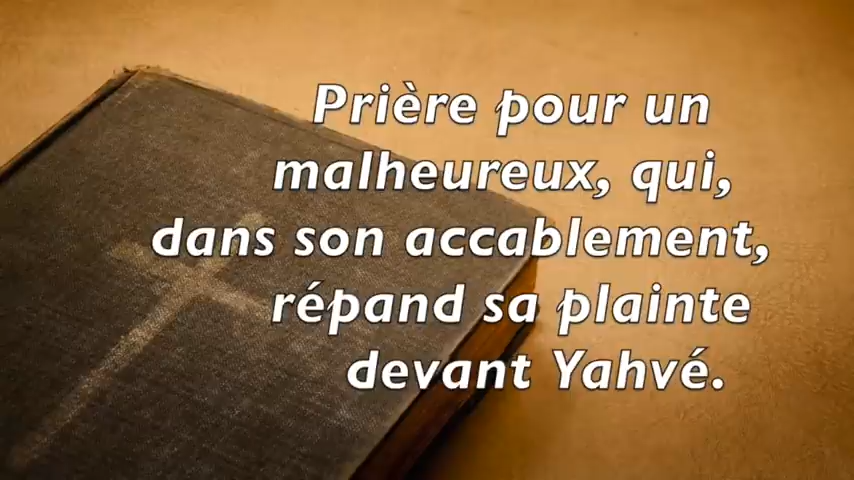 Prière pour un
malheureux, qui,
dans son accablement,
répand sa plainte
devant Yahvé.